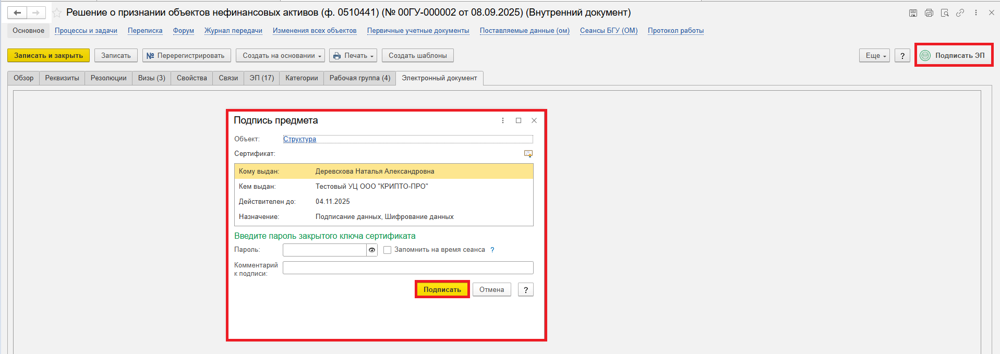 Решение о признании объектов нефинансовых активов (ф. 0510441) (№ 00ГУ-000002 от 08.09.2025) (Внутренний документ)
Основное Процессы и задачи Переписка Форум Журнал передачи Изменения всех объектов Первичные учетные документы Поставляемые данные (ом) Сеансы БГУ (ОМ) Протокол работы
Записать и закрыть Записать № Перерегистрировать Создать на основании Печать Создать шаблоны Еще ? Подписать ЭП
Обзор Реквизиты Резолюции Визы (3) Свойства Связи ЭП (17) Категории Рабочая группа (4) Электронный документ
Подпись предмета
Объект: Структура
Сертификат:
Кому выдан: Деревскова Наталья Александровна
Кем выдан: Тестовый УЦ ООО "КРИПТО-ПРО"
Действителен до: 04.11.2025
Назначение: Подписание данных, Шифрование данных
Введите пароль закрытого ключа сертификата
Пароль: Запомнить на время сеанса ?
Комментарий
к подписи:
Подписать Отмена ?